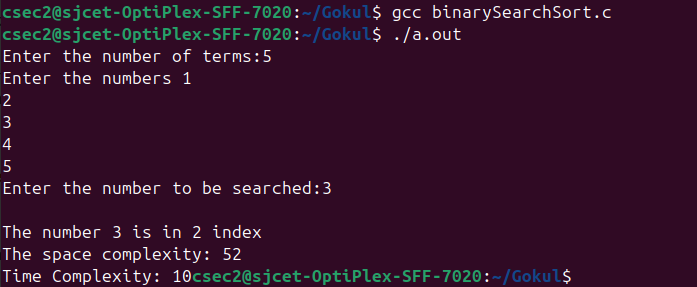 csec2@sjcet-OptiPlex-SFF-7020:~/Gokul$ gcc binarySearchSort.c
csec2@sjcet-OptiPlex-SFF-7020:~/Gokul$ ./a.out
Enter the number of terms:5
Enter the numbers 1
2
3
4
5
Enter the number to be searched:3
The number 3 is in 2 index
The space complexity: 52
Time Complexity: 10csec2@sjcet-OptiPlex-SFF-7020:~/Gokul$